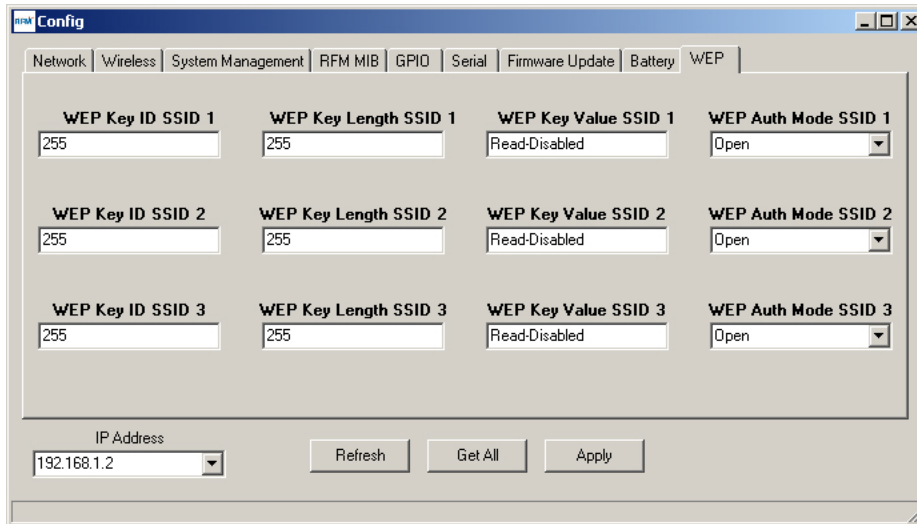 RFM Config
Network Wireless System Management RFM MIB GPIO Serial Firmware Update Battery WEP
WEP Key ID SSID 1 WEP Key Length SSID 1 WEP Key Value SSID 1 WEP Auth Mode SSID 1
255 255 Read-Disabled Open
WEP Key ID SSID 2 WEP Key Length SSID 2 WEP Key Value SSID 2 WEP Auth Mode SSID 2
255 255 Read-Disabled Open
WEP Key ID SSID 3 WEP Key Length SSID 3 WEP Key Value SSID 3 WEP Auth Mode SSID 3
255 255 Read-Disabled Open
IP Address
192.168.1.2 Refresh Get All Apply